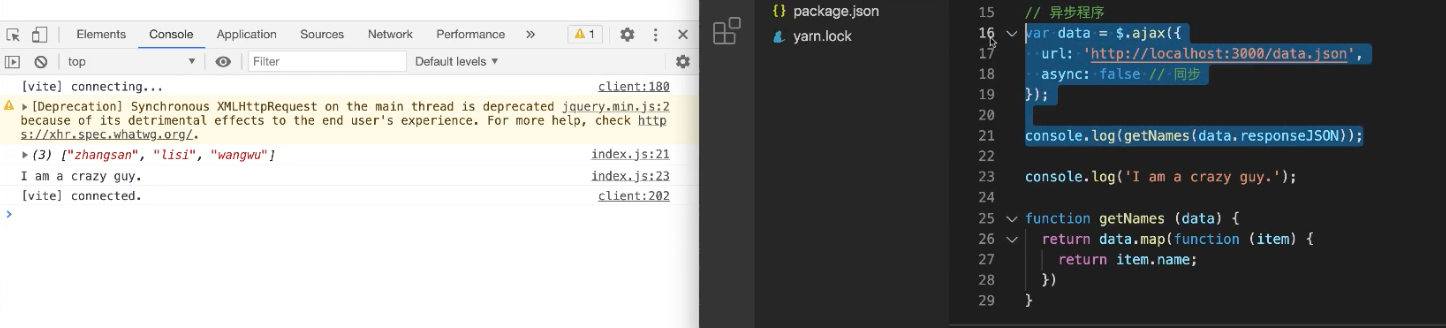 Elements Console Application Sources Network Performance » 1
top Filter Default levels
[vite] connecting... client:180
[Deprecation] Synchronous XMLHttpRequest on the main thread is deprecated jquery.min.js:2
because of its detrimental effects to the end user's experience. For more help, check http
s://xhr.spec.whatwg.org/.
(3) ["zhangsan", "lisi", "wangwu"] index.js:21
I am a crazy guy. index.js:23
[vite] connected. client:202
{} package.json
yarn.lock
15 // 异步程序
16 var data = $.ajax({
17 url: 'http://localhost:3000/data.json',
18 async: false // 同步
19 });
20
21 console.log(getNames(data.responseJSON));
22
23 console.log('I am a crazy guy.');
24
25 function getNames (data) {
26 return data.map(function (item) {
27 return item.name;
28 })
29 }